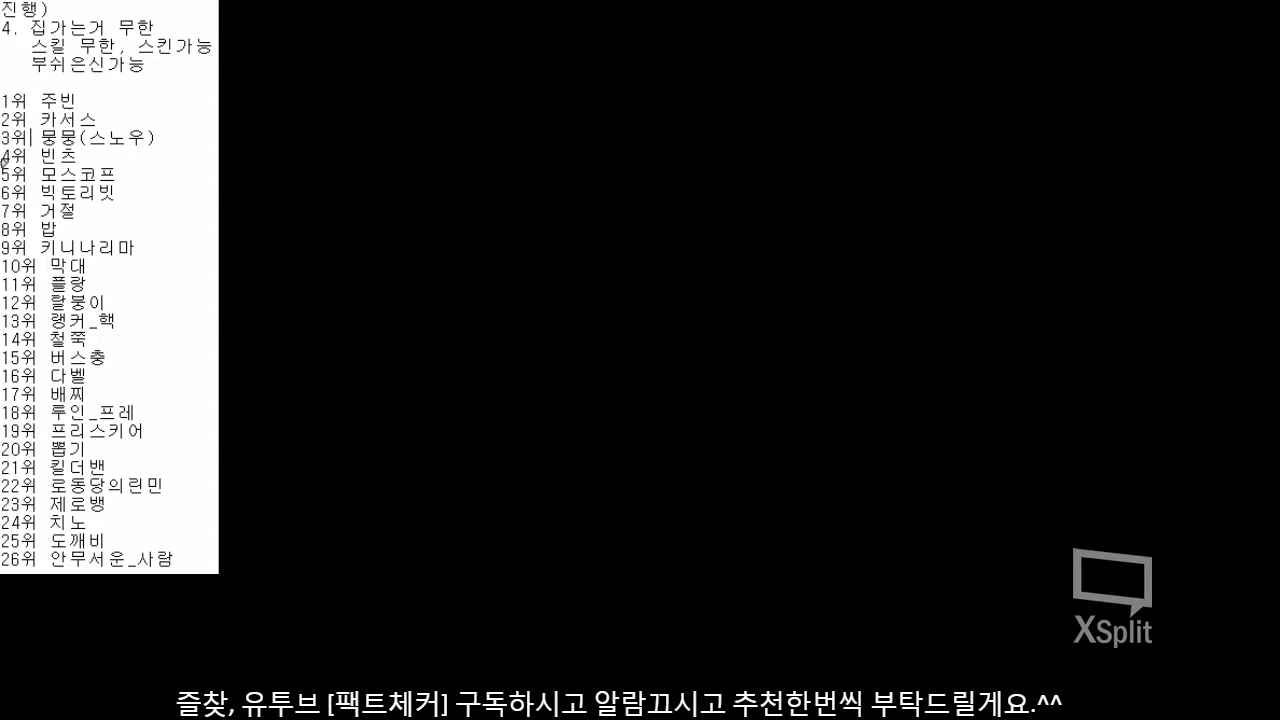 진행)
4. 집가는거 무한
스킬 무한, 스킨가능
부쉬은신가능
1위 주빈
2위 카서스
3위 뭉뭉(스노우)
4위 빈츠
5위 모스코프
6위 빅토리빗
7위 거절
8위 밥
9위 키니나리마
10위 막대
11위 플랑
12위 탈붕이
13위 랭커_핵
14위 철쭉
15위 버스충
16위 다벨
17위 배찌
18위 루인_프레
19위 프리스키어
20위 뽑기
21위 킬더밴
22위 로동당의린민
23위 제로뱅
24위 치노
25위 도깨비
26위 안무서운_사람
XSplit
즐찾, 유투브 [팩트체커] 구독하시고 알람끄시고 추천한번씩 부탁드릴게요.^^